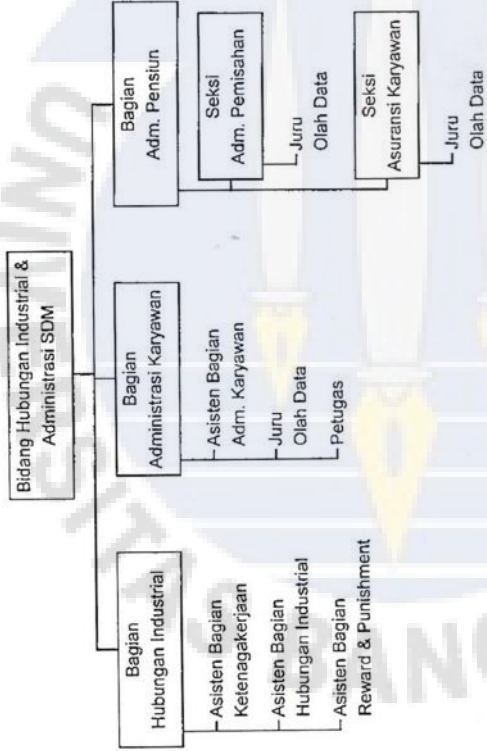 Bidang Hubungan Industrial &
Administrasi SDM
Bagian
Hubungan Industrial
Asisten Bagian
Ketenagakerjaan
Asisten Bagian
Hubungan Industrial
Asisten Bagian
Reward & Punishment
Bagian
Administrasi Karyawan
Asisten Bagian
Adm. Karyawan
Juru
Olah Data
Petugas
Bagian
Adm. Pensiun
Seksi
Adm. Pemisahan
Juru
Olah Data
Seksi
Asuransi Karyawan
Juru
Olah Data